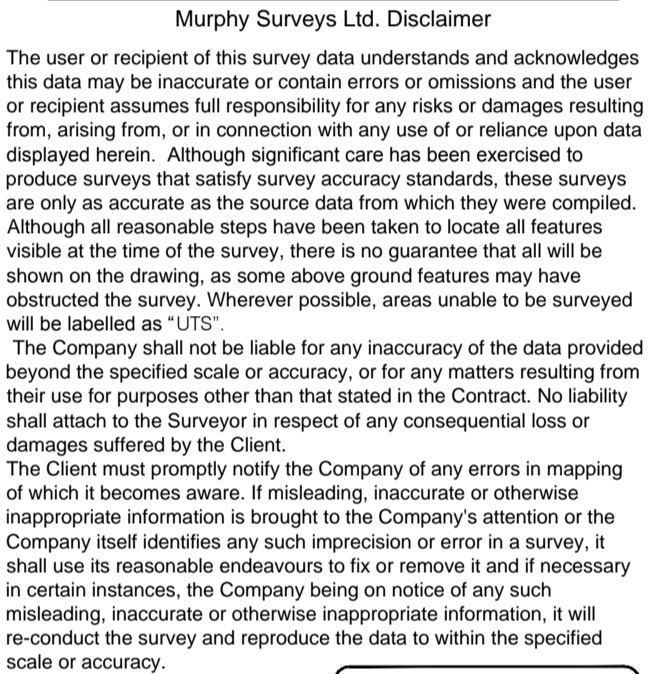 Murphy Surveys Ltd. Disclaimer
The user or recipient of this survey data understands and acknowledges
this data may be inaccurate or contain errors or omissions and the user
or recipient assumes full responsibility for any risks or damages resulting
from, arising from, or in connection with any use of or reliance upon data
displayed herein.  Although significant care has been exercised to
produce surveys that satisfy survey accuracy standards, these surveys
are only as accurate as the source data from which they were compiled.
Although all reasonable steps have been taken to locate all features
visible at the time of the survey, there is no guarantee that all will be
shown on the drawing, as some above ground features may have
obstructed the survey. Wherever possible, areas unable to be surveyed
will be labelled as “UTS”.
The Company shall not be liable for any inaccuracy of the data provided
beyond the specified scale or accuracy, or for any matters resulting from
their use for purposes other than that stated in the Contract. No liability
shall attach to the Surveyor in respect of any consequential loss or
damages suffered by the Client.
The Client must promptly notify the Company of any errors in mapping
of which it becomes aware. If misleading, inaccurate or otherwise
inappropriate information is brought to the Company's attention or the
Company itself identifies any such imprecision or error in a survey, it
shall use its reasonable endeavours to fix or remove it and if necessary
in certain instances, the Company being on notice of any such
misleading, inaccurate or otherwise inappropriate information, it will
re-conduct the survey and reproduce the data to within the specified
scale or accuracy.